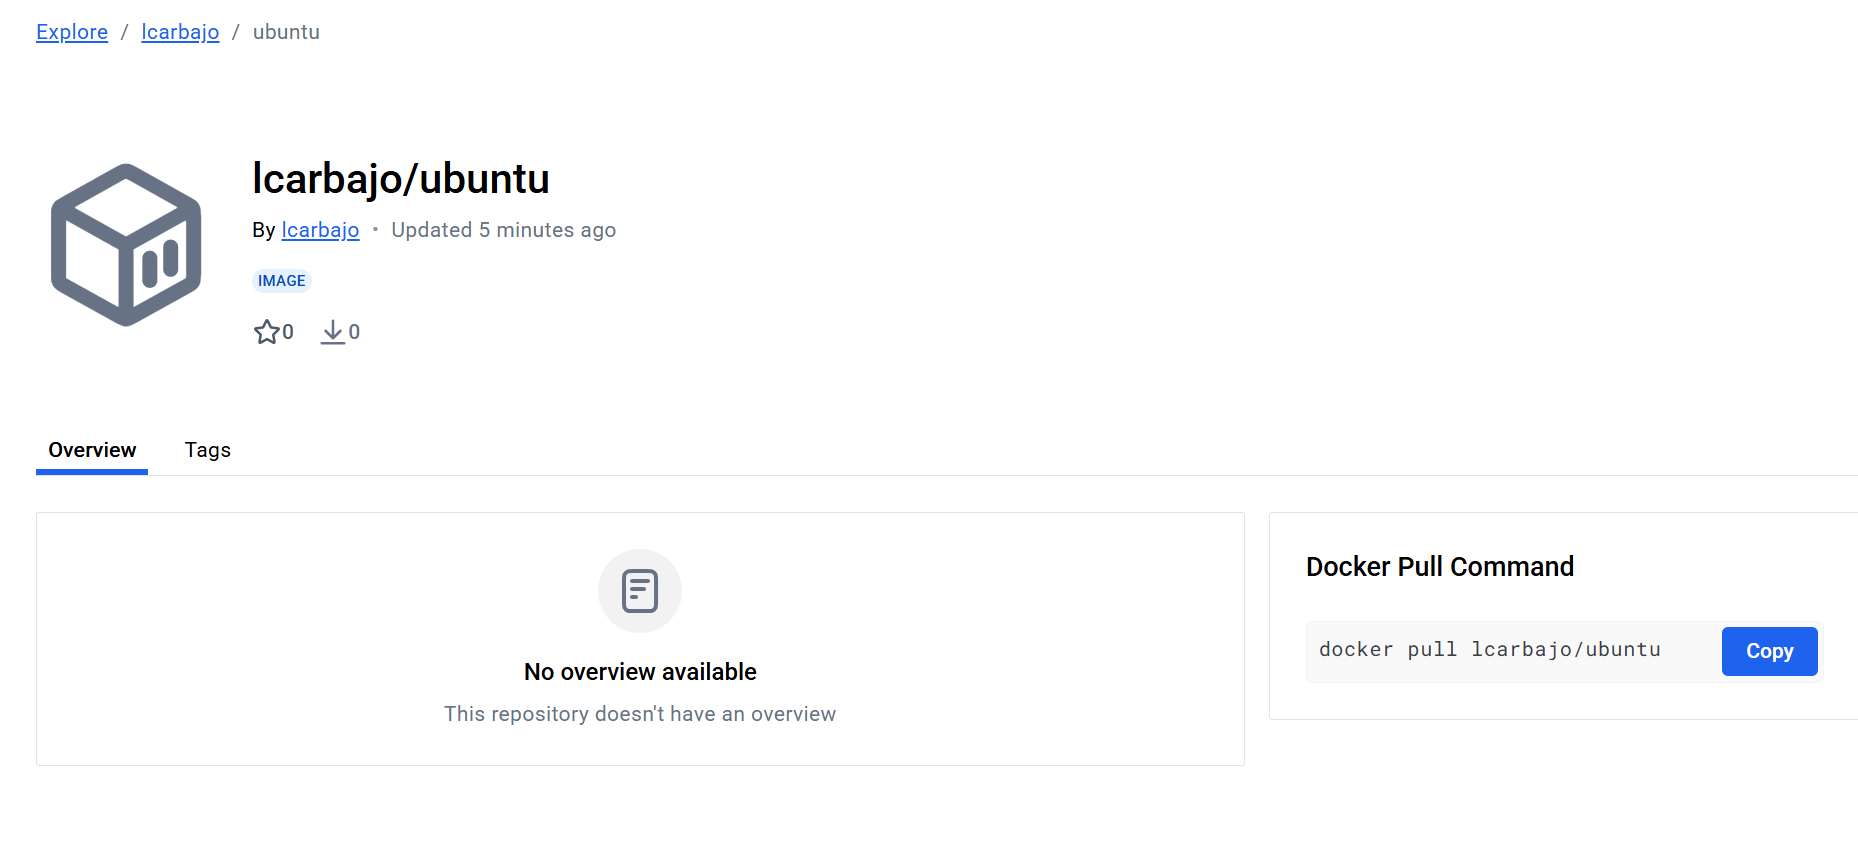 Explore / lcarbajo / ubuntu
lcarbajo/ubuntu
By lcarbajo • Updated 5 minutes ago
IMAGE
0 0
Overview Tags
No overview available
This repository doesn't have an overview
Docker Pull Command
docker pull lcarbajo/ubuntu Copy